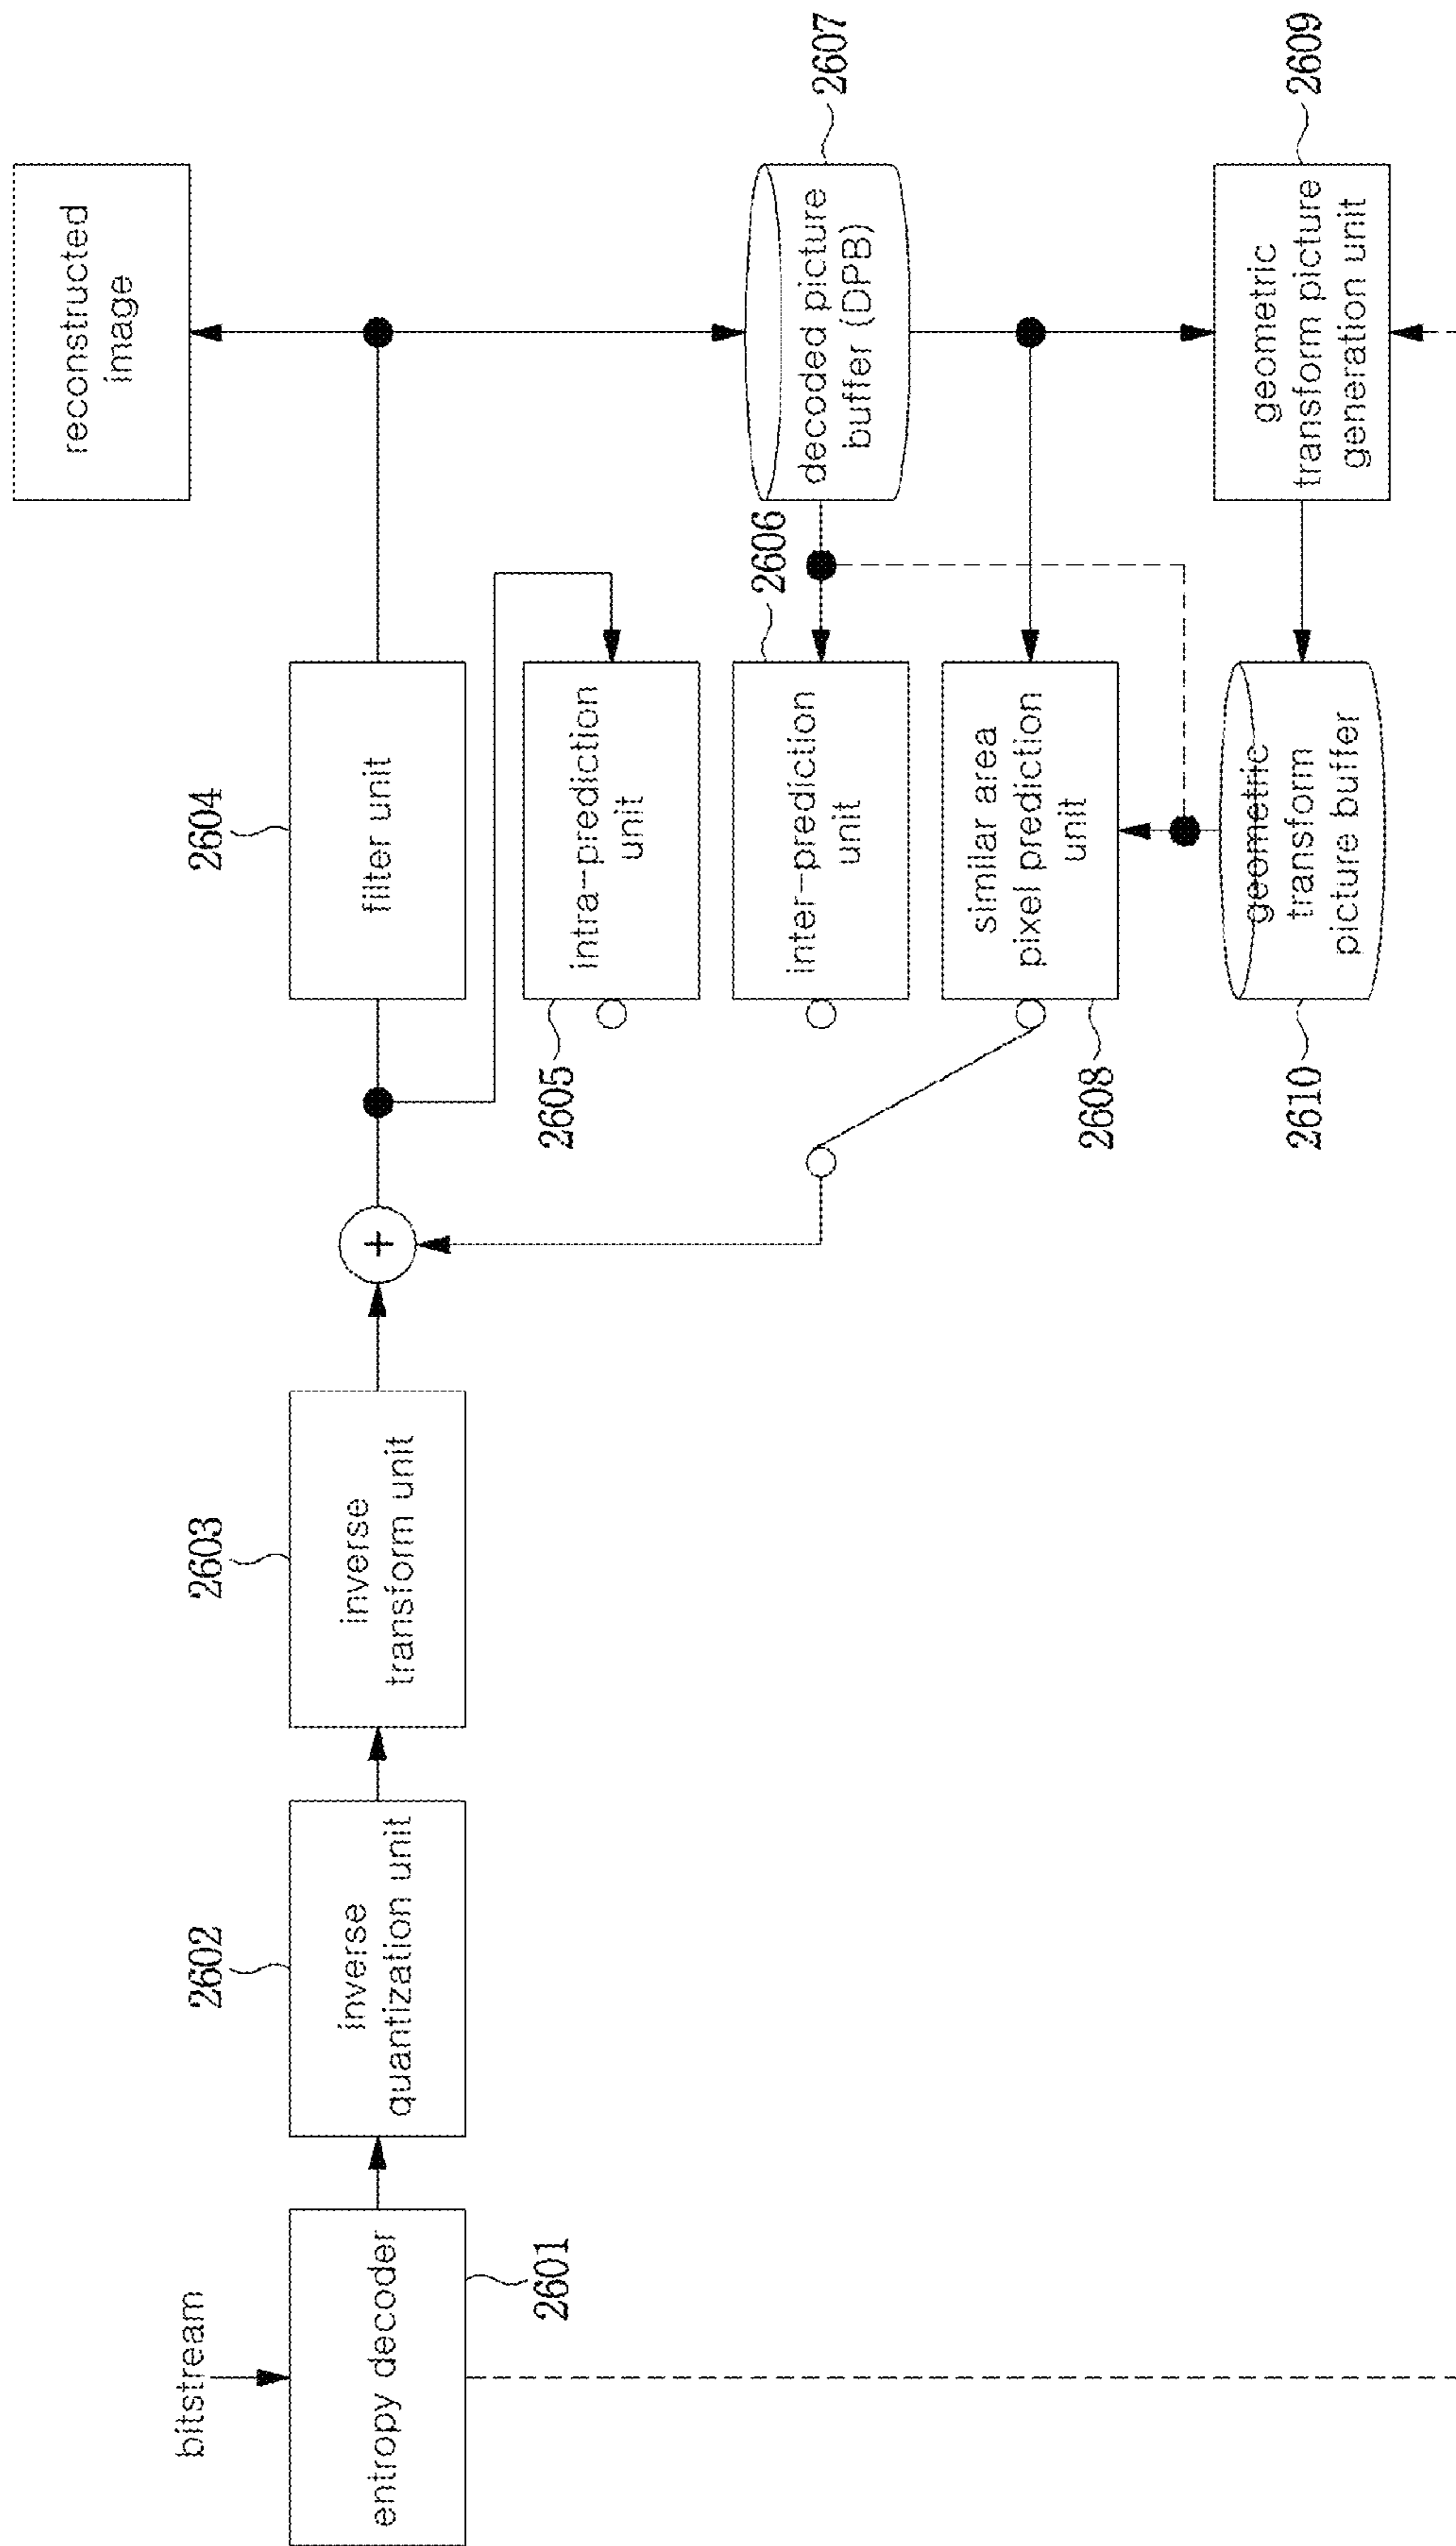 bitstream
entropy decoder
2601
2602
inverse
quantization unit
2603
inverse
transform unit
+
2604
filter unit
reconstructed
image
2605
intra-prediction
unit
2606
inter-prediction
unit
2607
decoded picture
buffer (DPB)
2608
similar area
pixel prediction
unit
2609
geometric
transform picture
generation unit
2610
geometric
transform
picture buffer